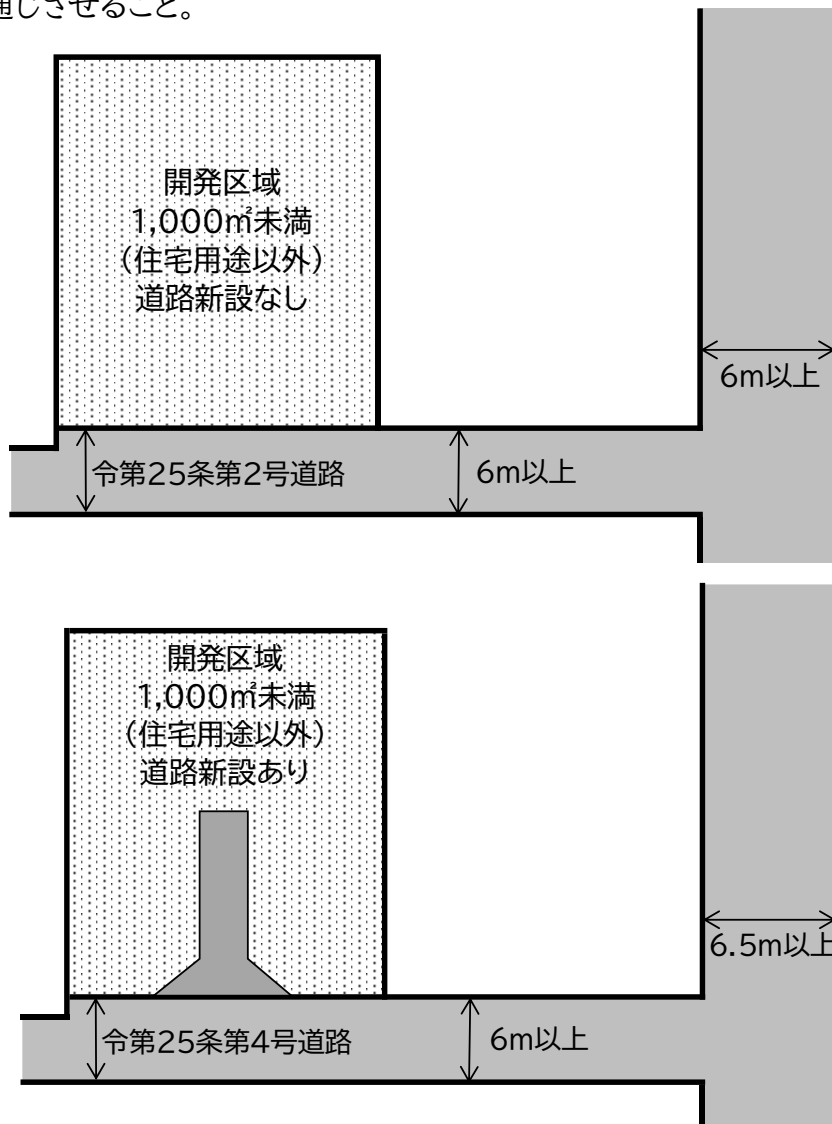 通じさせること。
開発区域
1,000㎡未満
(住宅用途以外)
道路新設なし
6m以上
令第25条第2号道路
6m以上
開発区域
1,000㎡未満
(住宅用途以外)
道路新設あり
6.5m以上
令第25条第4号道路
6m以上